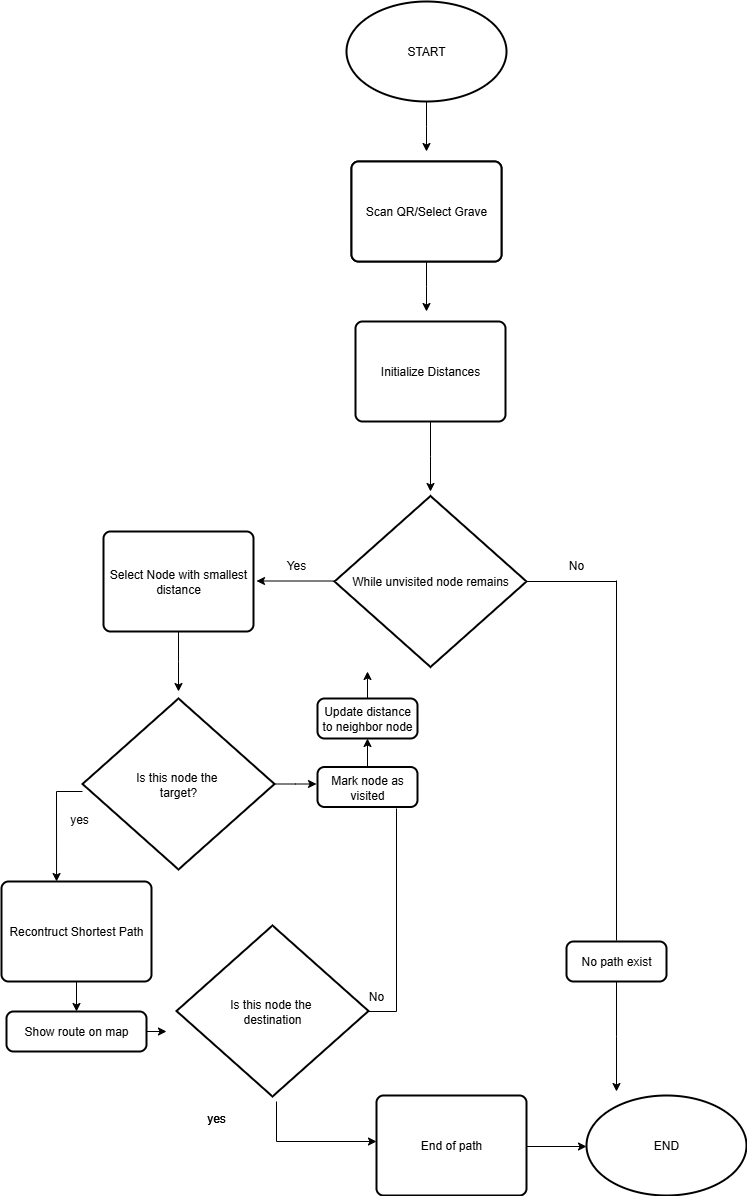 START
Scan QR/Select Grave
Initialize Distances
While unvisited node remains
Yes
No
Select Node with smallest
distance
Update distance
to neighbor node
Is this node the
target?
Mark node as
visited
yes
Recontruct Shortest Path
Show route on map
Is this node the
destination
No
No path exist
yes
End of path
END